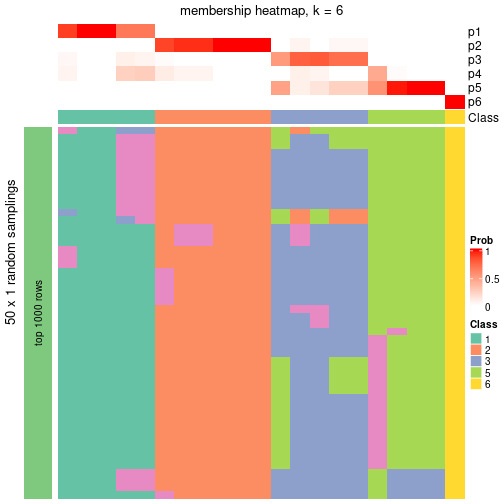 membership heatmap, k = 6
p1
p2
p3
p4
p5
p6
Class
50 x 1 random samplings
top 1000 rows
Prob
1
0.5
0
Class
1
2
3
5
6